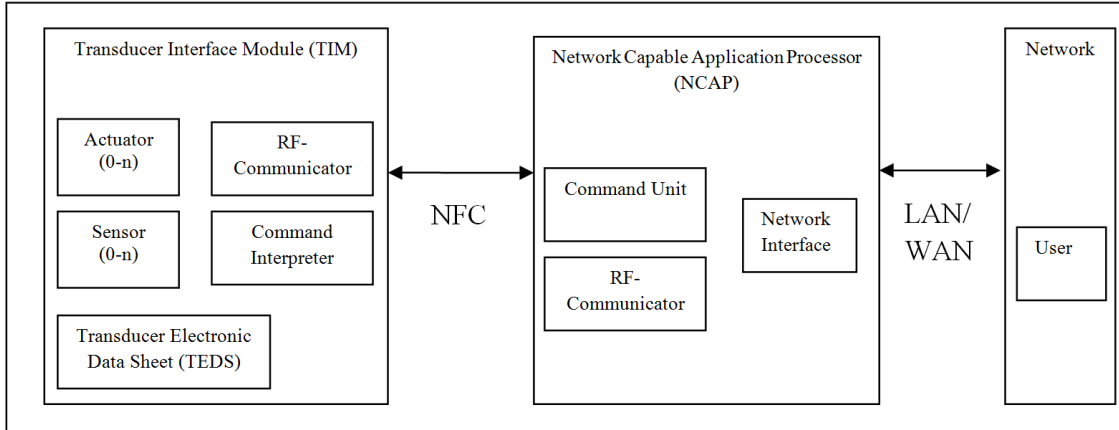 Transducer Interface Module (TIM)
Actuator
(0-n)
RF-
Communicator
Sensor
(0-n)
Command
Interpreter
Transducer Electronic
Data Sheet (TEDS)
NFC
Network Capable Application Processor
(NCAP)
Command Unit
RF-
Communicator
Network
Interface
LAN/
WAN
Network
User